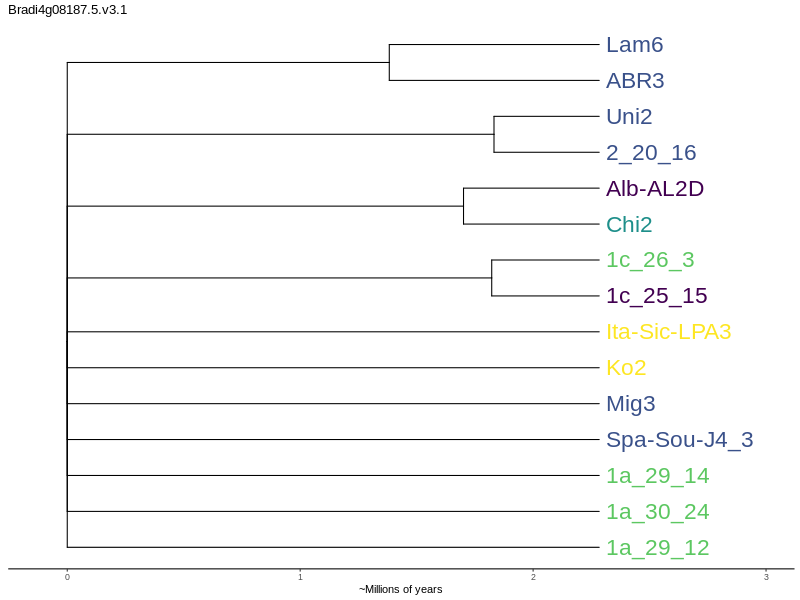 Bradi4g08187.5.v3.1
Lam6
ABR3
Uni2
2_20_16
Alb-AL2D
Chi2
1c_26_3
1c_25_15
Ita-Sic-LPA3
Ko2
Mig3
Spa-Sou-J4_3
1a_29_14
1a_30_24
1a_29_12
0 1 2 3
~Millions of years